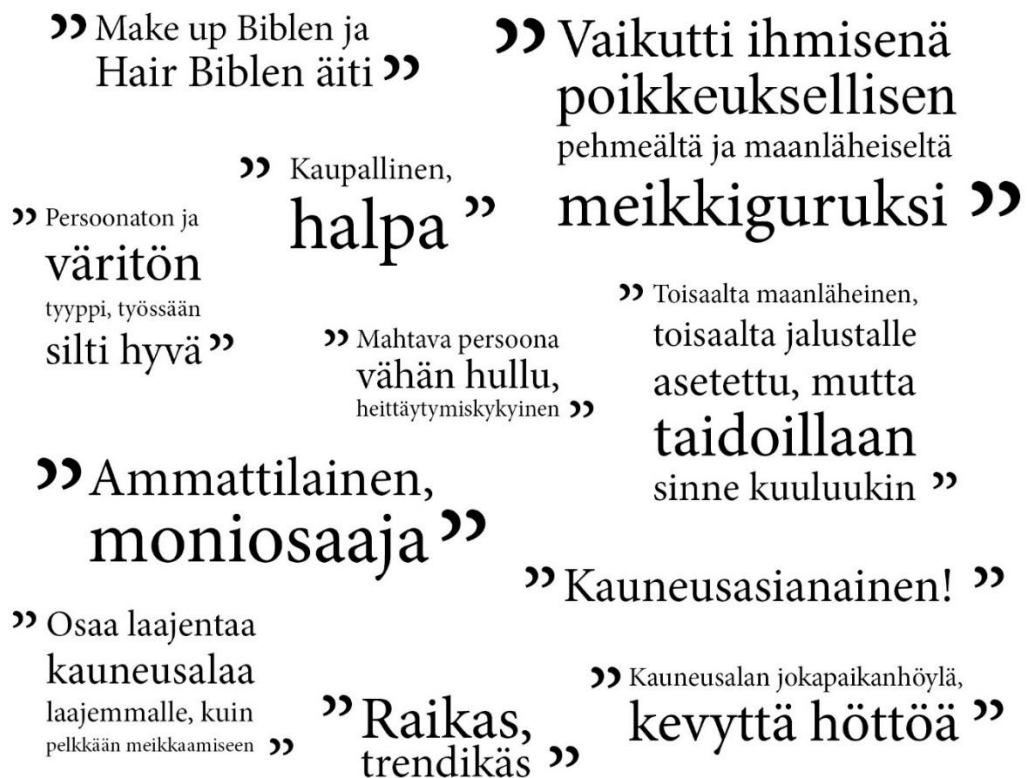 ” Make up Biblen ja
Hair Biblen äiti ”
” Vaikutti ihmisenä
poikkeuksellisen
pehmeältä ja maanläheiseltä
meikkiguruksi ”
” Kaupallinen,
halpa ”
” Persoonaton ja
väritön
tyyppi, työssään
silti hyvä ”
” Mahtava persoona
vähän hullu,
heittäytymiskykyinen ”
” Toisaalta maanläheinen,
toisaalta jalustalle
asetettu, mutta
taidoillaan
sinne kuuluukin ”
” Ammattilainen,
moniosaaja ”
” Kauneusasianainen! ”
” Osaa laajentaa
kauneusalaa
laajemmalle, kuin
pelkkään meikkaamiseen ”
” Raikas,
trendikäs ”
” Kauneusalan jokapaikanhöylä,
kevyttä höttöä ”